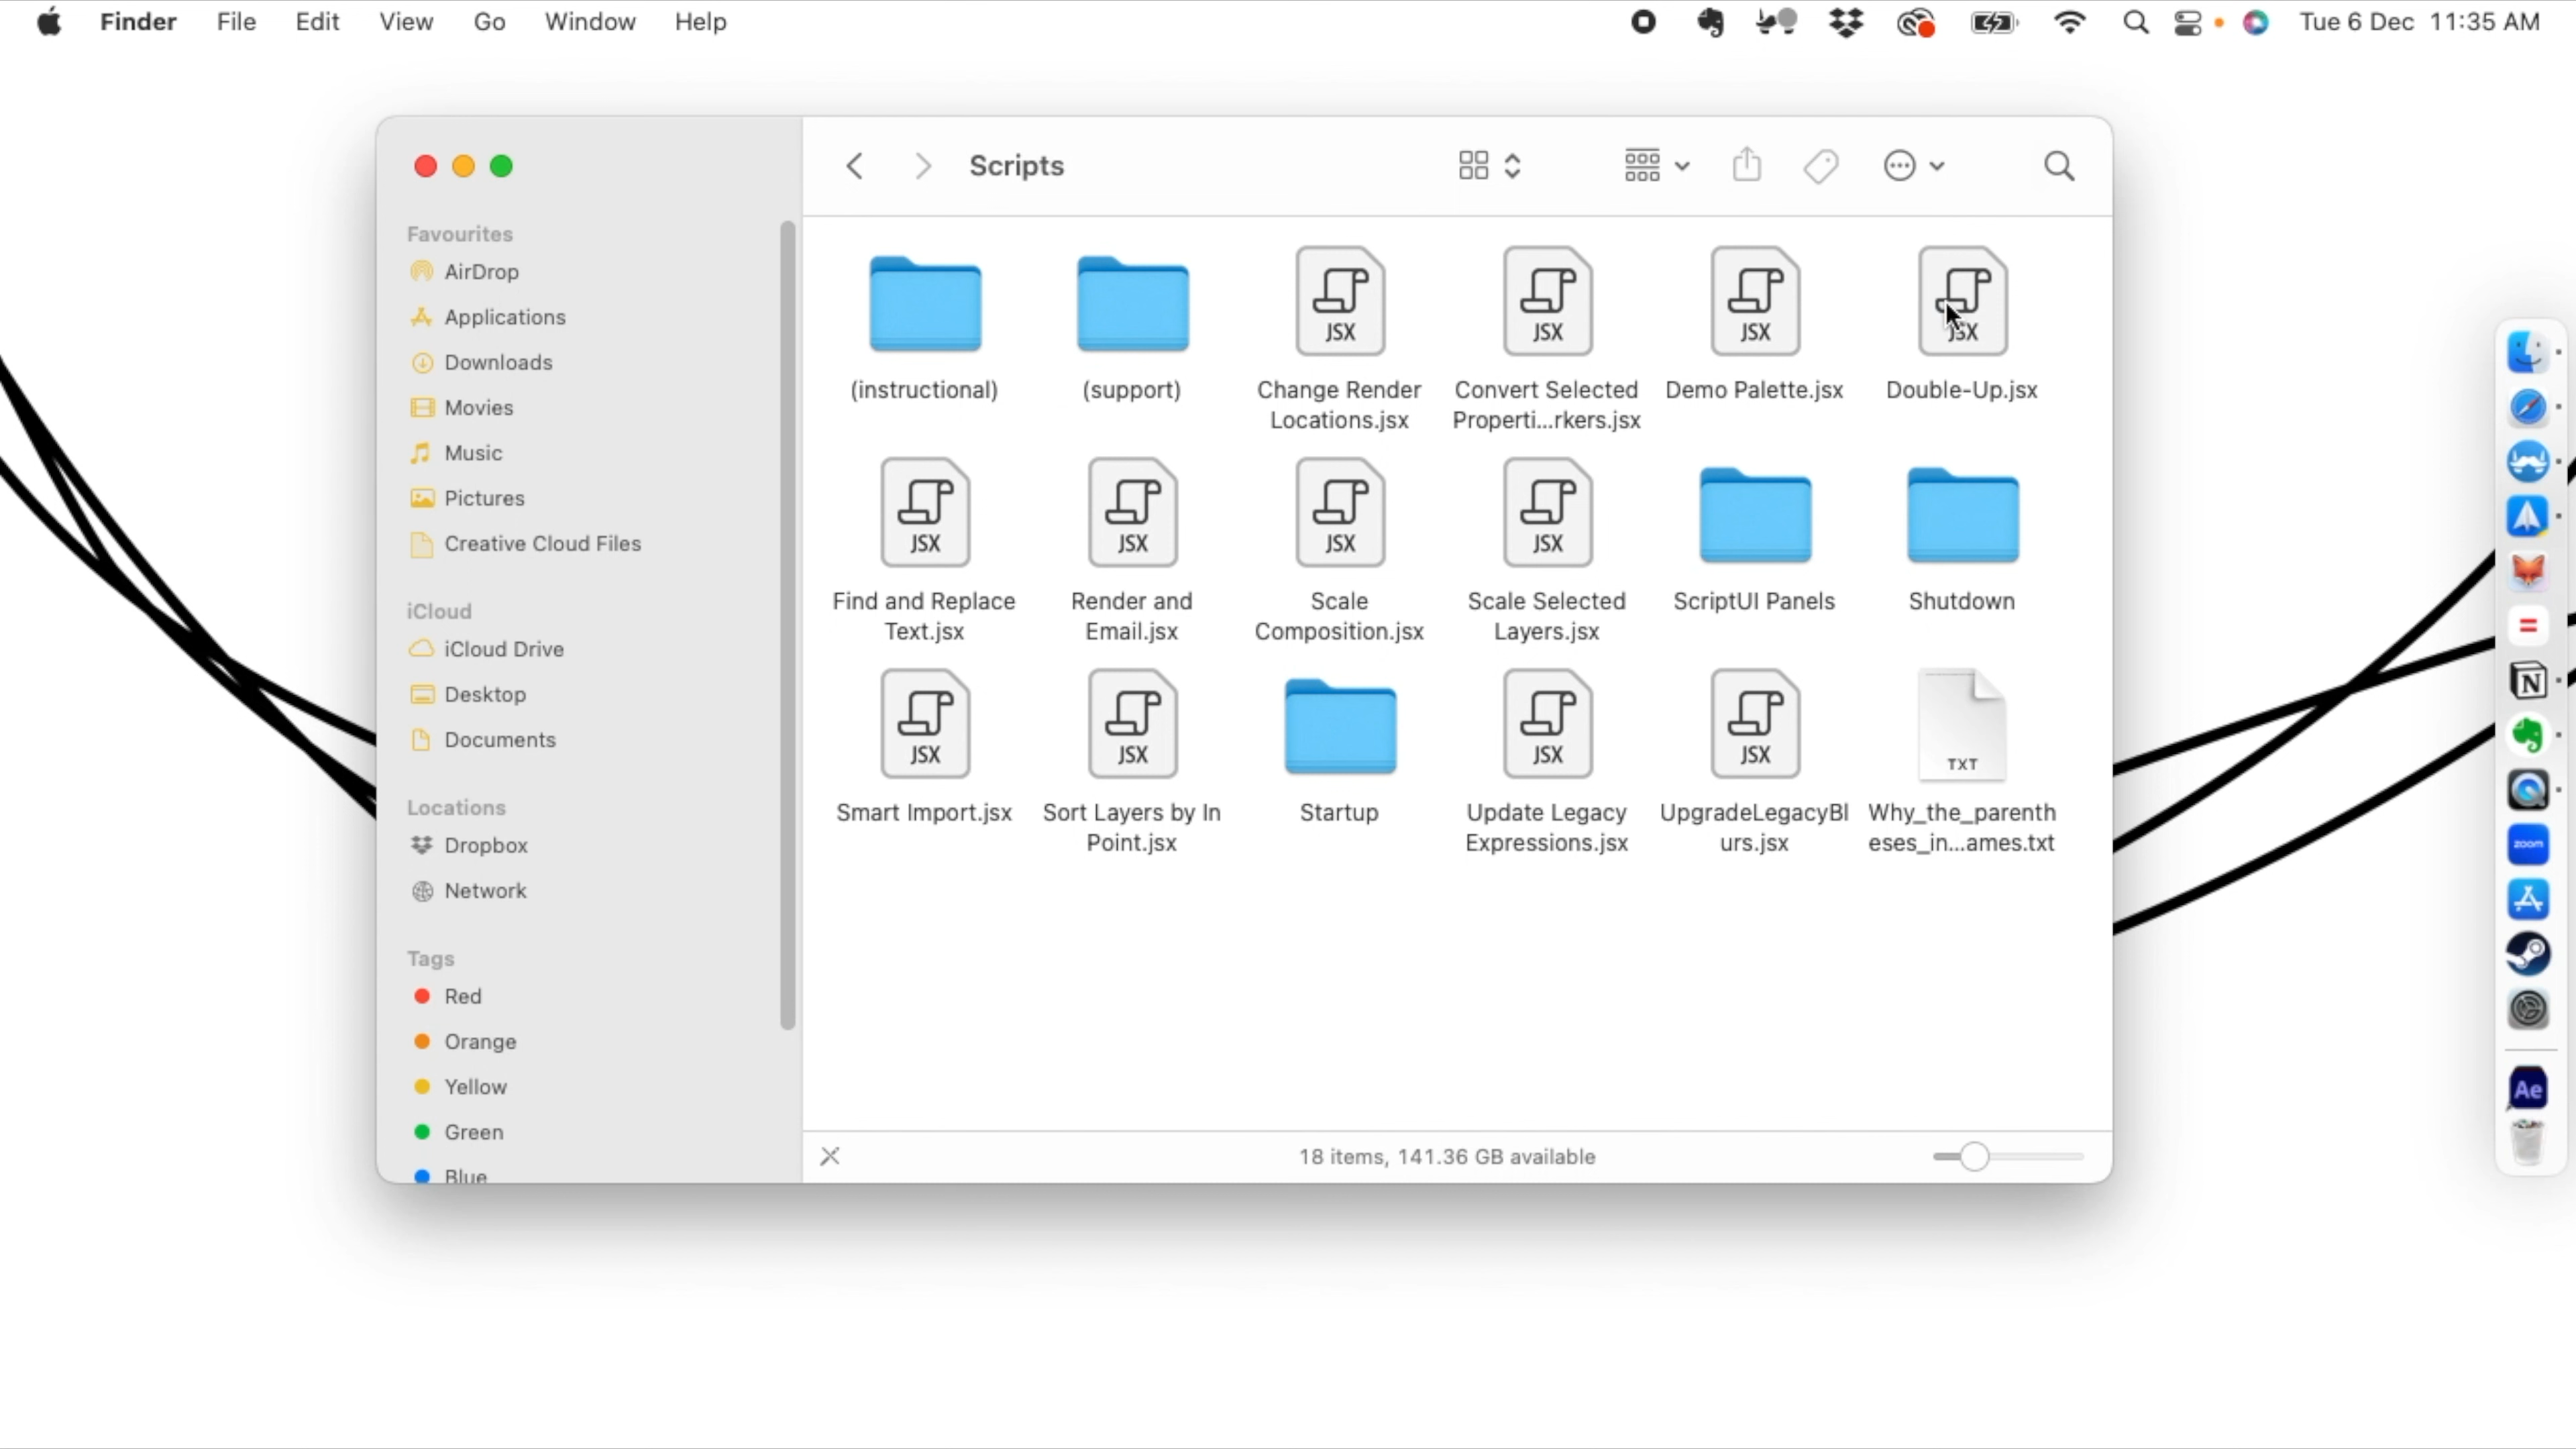 Finder File Edit View Go Window Help Tue 6 Dec 11:35 AM
Scripts
Favourites
AirDrop
Applications
Downloads
Movies
Music
Pictures
Creative Cloud Files
iCloud
iCloud Drive
Desktop
Documents
Locations
Dropbox
Network
Tags
Red
Orange
Yellow
Green
Blue
JSX JSX JSX JSX
(instructional) (support) Change Render Convert Selected Demo Palette.jsx Double-Up.jsx
Locations.jsx Properti...rkers.jsx
JSX JSX JSX JSX
Find and Replace Render and Scale Scale Selected ScriptUI Panels Shutdown
Text.jsx Email.jsx Composition.jsx Layers.jsx
JSX JSX JSX JSX TXT
Smart Import.jsx Sort Layers by In Startup Update Legacy UpgradeLegacyBl Why_the_parenth
Point.jsx Expressions.jsx urs.jsx eses_in...ames.txt
18 items, 141.36 GB available
N
zoom
Ae